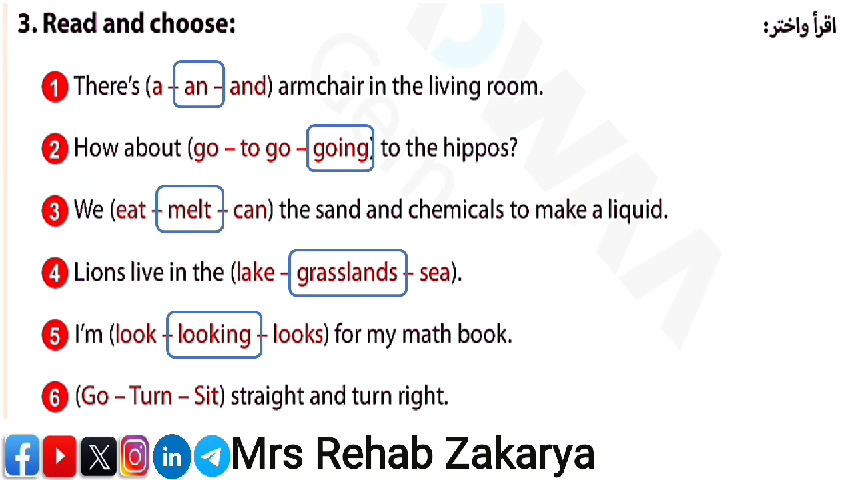 3. Read and choose: اقرأ واختر:
1 There's (a – an – and) armchair in the living room.
2 How about (go – to go – going) to the hippos?
3 We (eat – melt – can) the sand and chemicals to make a liquid.
4 Lions live in the (lake – grasslands – sea).
5 I'm (look – looking – looks) for my math book.
6 (Go – Turn – Sit) straight and turn right.
Mrs Rehab Zakarya